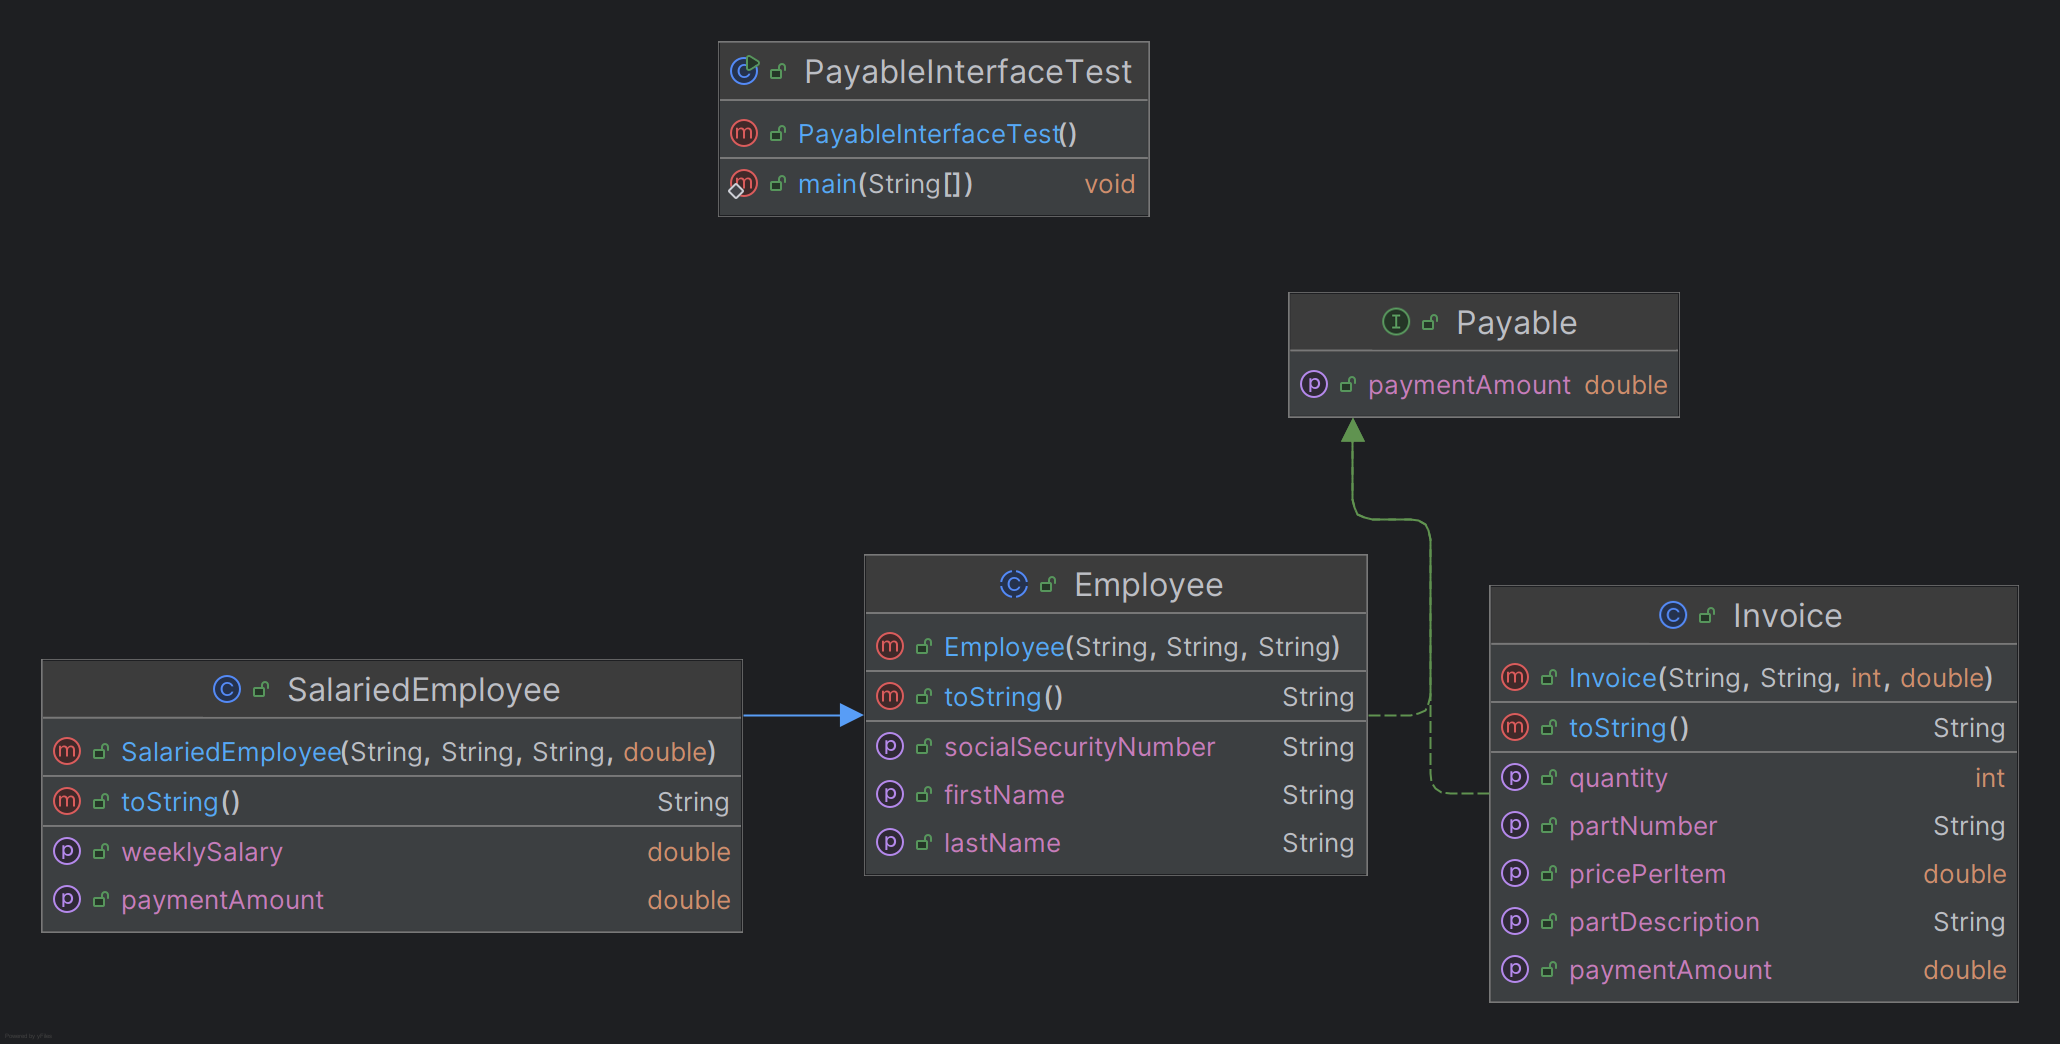 PayableInterfaceTest
PayableInterfaceTest()
main(String[]) void
Payable
paymentAmount double
Employee
Employee(String, String, String)
toString() String
socialSecurityNumber String
firstName String
lastName String
Invoice
Invoice(String, String, int, double)
toString() String
quantity int
partNumber String
pricePerItem double
partDescription String
paymentAmount double
SalariedEmployee
SalariedEmployee(String, String, String, double)
toString() String
weeklySalary double
paymentAmount double